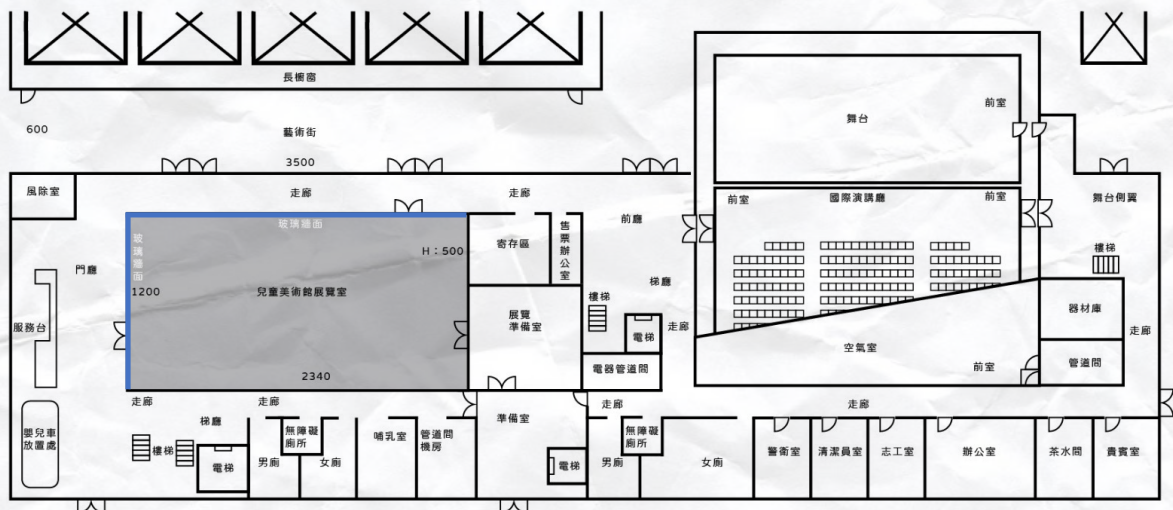 長櫥窗
600
藝術街
3500
舞台
前室
風除室
走廊
走廊
玻璃牆面
玻璃牆面
H：500
寄存區
售票辦公室
前廳
前室
國際演講廳
前室
舞台側翼
門廳
1200
兒童美術館展覽室
梯廳
樓梯
樓梯
服務台
展覽
準備室
電梯
走廊
器材庫
走廊
空氣室
2340
電器管道間
前室
管道間
走廊
走廊
走廊
走廊
嬰兒車
放置處
梯廳
樓梯
電梯
無障礙
廁所
男廁
女廁
哺乳室
管道間
機房
準備室
電梯
無障礙
廁所
男廁
女廁
警衛室
清潔員室
志工室
辦公室
茶水間
貴賓室